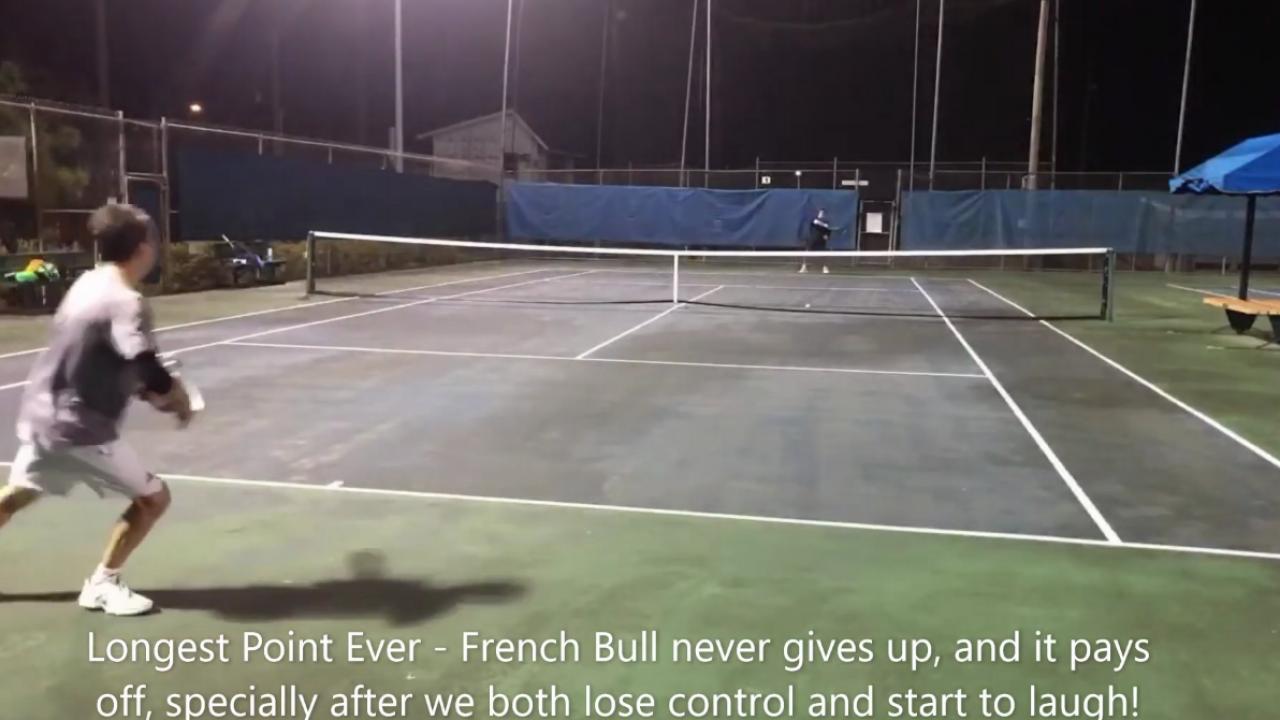 Longest Point Ever - French Bull never gives up, and it pays
off, specially after we both lose control and start to laugh!